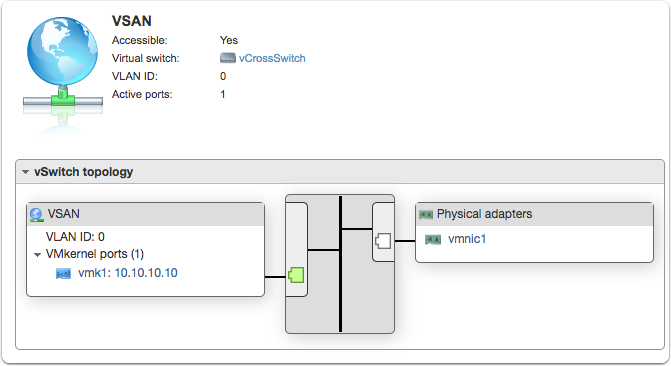 VSAN
Accessible: Yes
Virtual switch: vCrossSwitch
VLAN ID: 0
Active ports: 1
vSwitch topology
VSAN
VLAN ID: 0
VMkernel ports (1)
vmk1: 10.10.10.10
Physical adapters
vmnic1